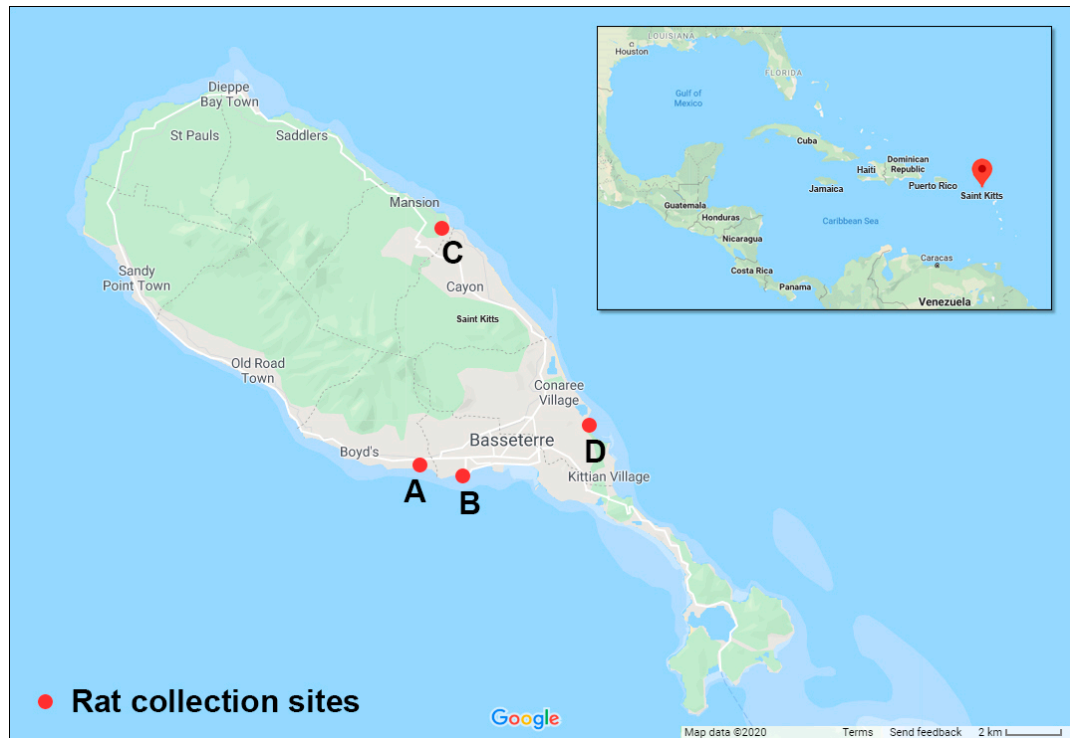 Dieppe
Bay Town
St Pauls
Saddlers
Mansion
C
Cayon
Sandy
Point Town
Saint Kitts
Old Road
Town
Conaree
Village
Basseterre
D
Boyd's
A
B
Kittian Village
LOUISIANA
Houston
FLORIDA
Gulf of
Mexico
Cuba
Haiti
Dominican
Republic
Jamaica
Puerto Rico
Saint Kitts
Guatemala
Honduras
Caribbean Sea
Nicaragua
Costa Rica
Panama
Caracas
Venezuela
Rat collection sites
Google
Map data ©2020 Terms Send feedback 2 km